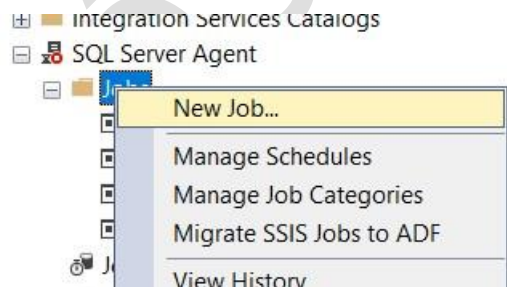 Integration Services Catalogs
SQL Server Agent
New Job...
Manage Schedules
Manage Job Categories
Migrate SSIS Jobs to ADF
View History